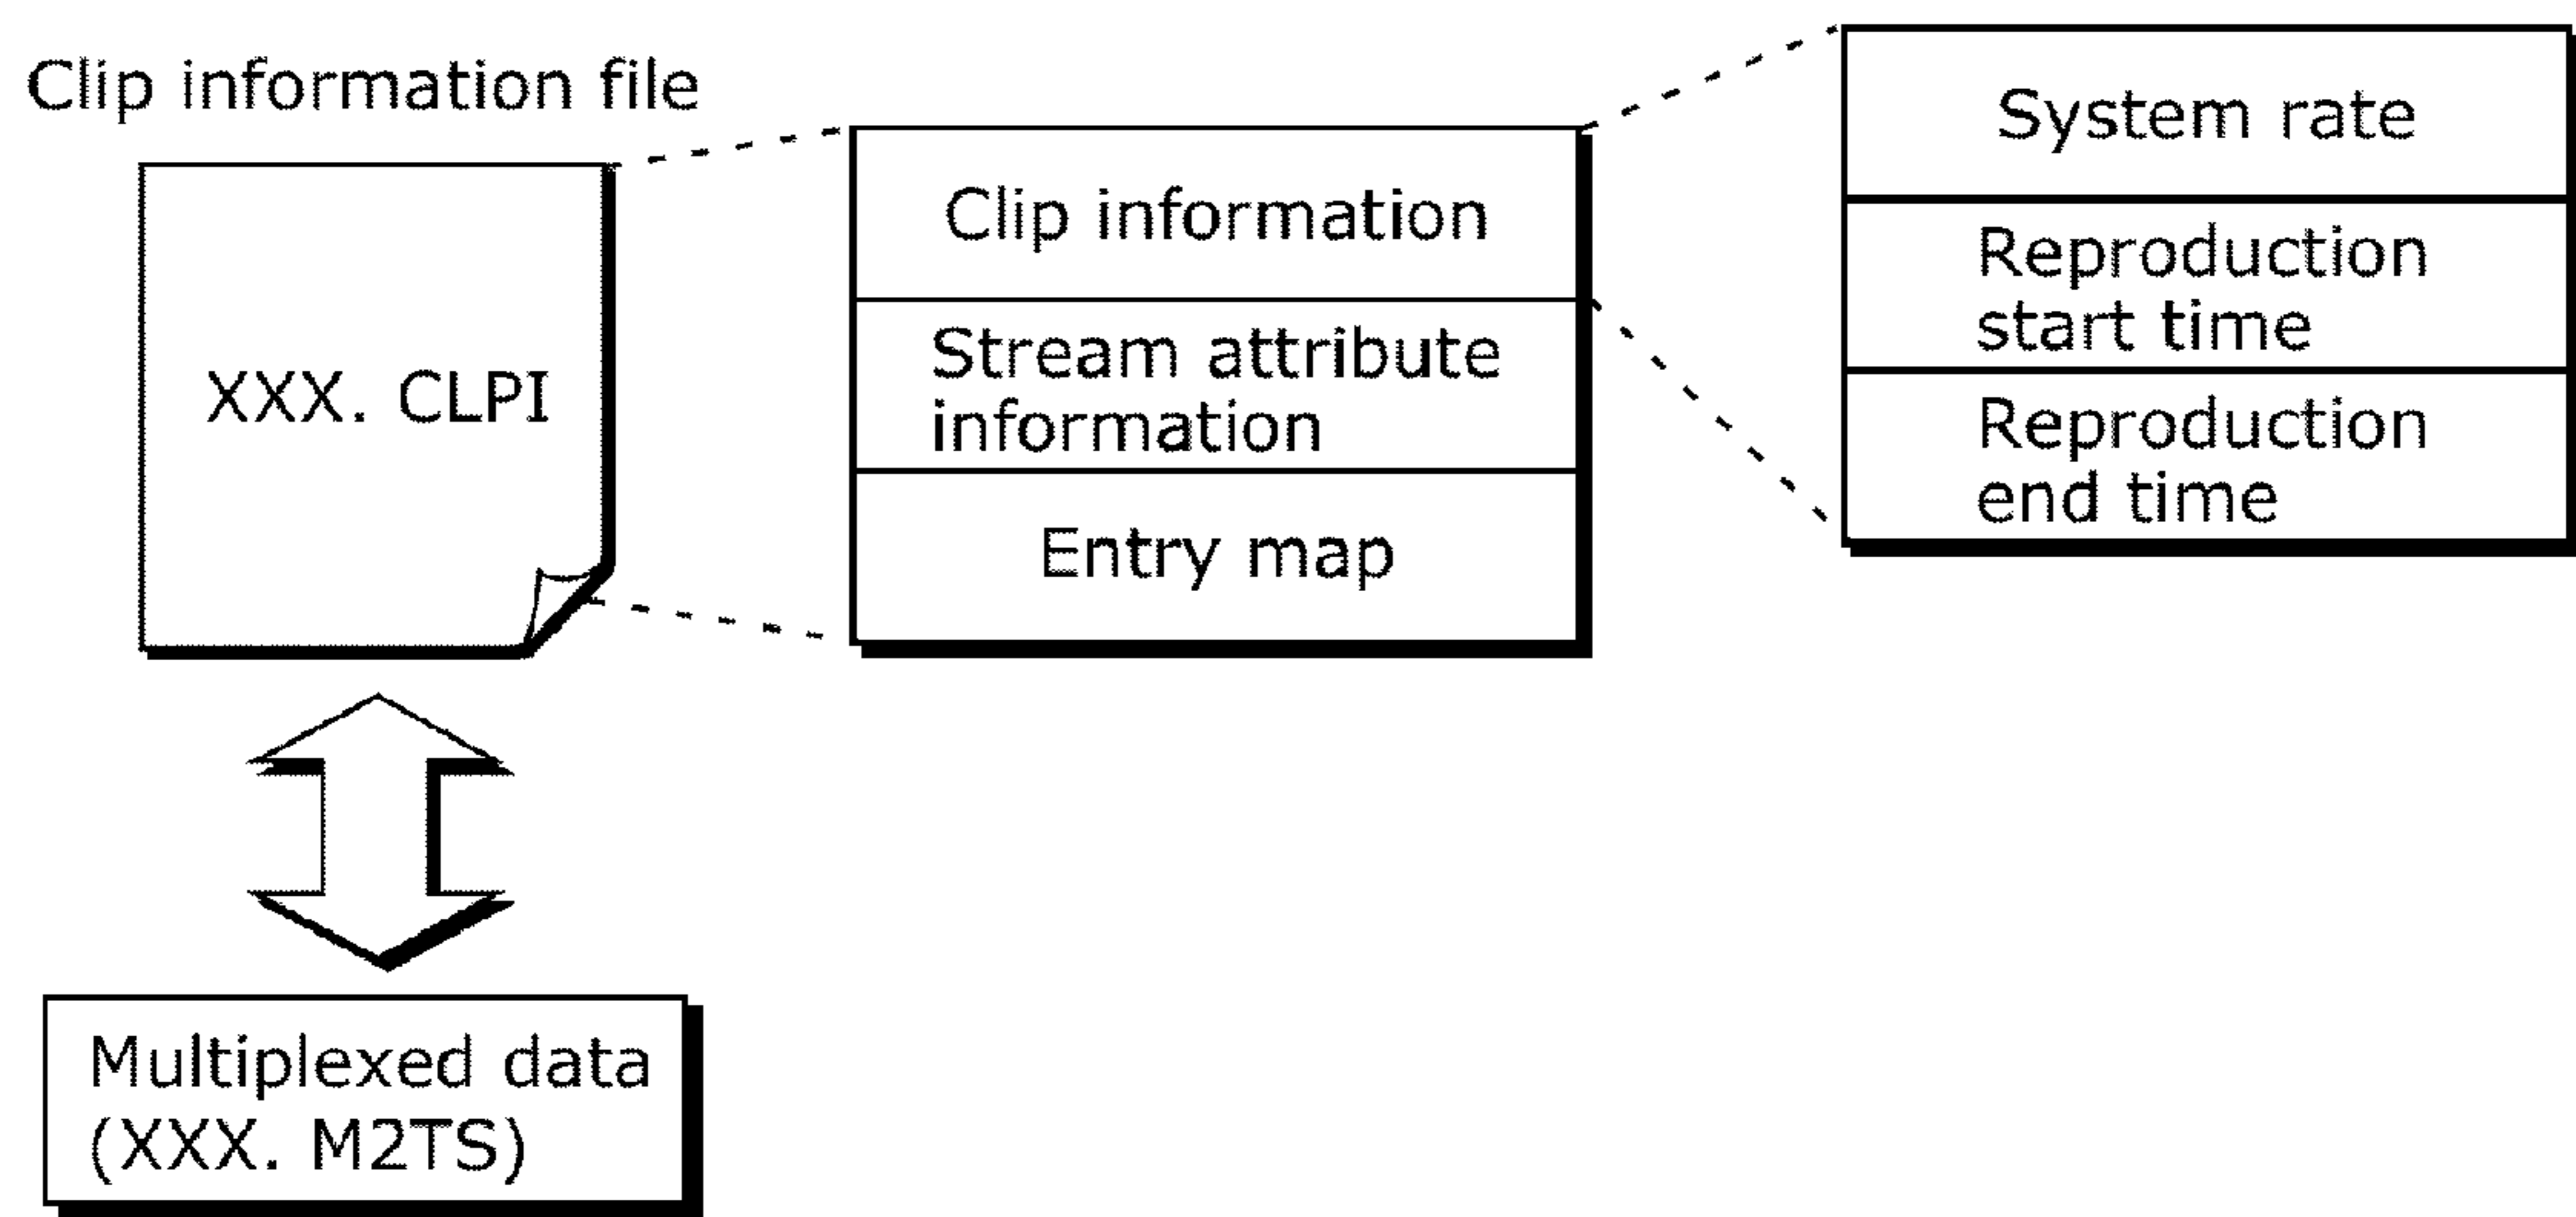 Clip information file
XXX. CLPI
Clip information
Stream attribute
information
Entry map
System rate
Reproduction
start time
Reproduction
end time
Multiplexed data
(XXX. M2TS)